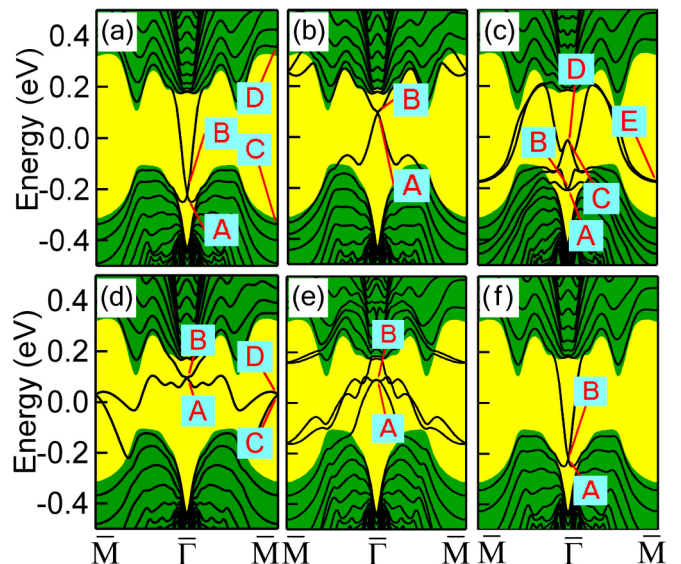 (a) (b) (c)
0.4
0.2
0.0
-0.2
-0.4
Energy (eV)
D
B
C
A
B
A
D
B
E
C
A
(d) (e) (f)
0.4
0.2
0.0
-0.2
-0.4
Energy (eV)
B
D
A
C
B
A
B
A
M̅ Γ̅ M̅ M̅ Γ̅ M̅ M̅ Γ̅ M̅